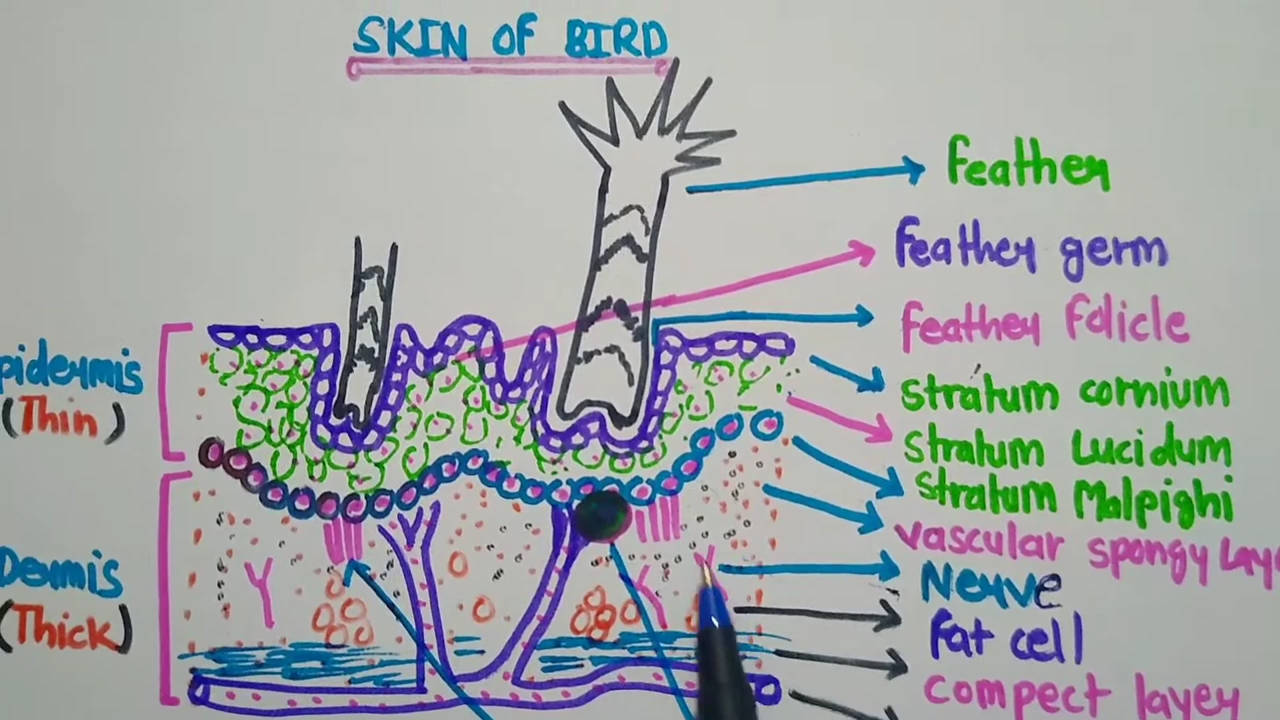 SKIN OF BIRD
Feather
Feather germ
Feather Folicle
stratum cornium
stratum Lucidum
stratum Malpighi
vascular spongy Laye
Nerve
Fat cell
compect layer
pidermis
(Thin)
Dermis
(Thick)